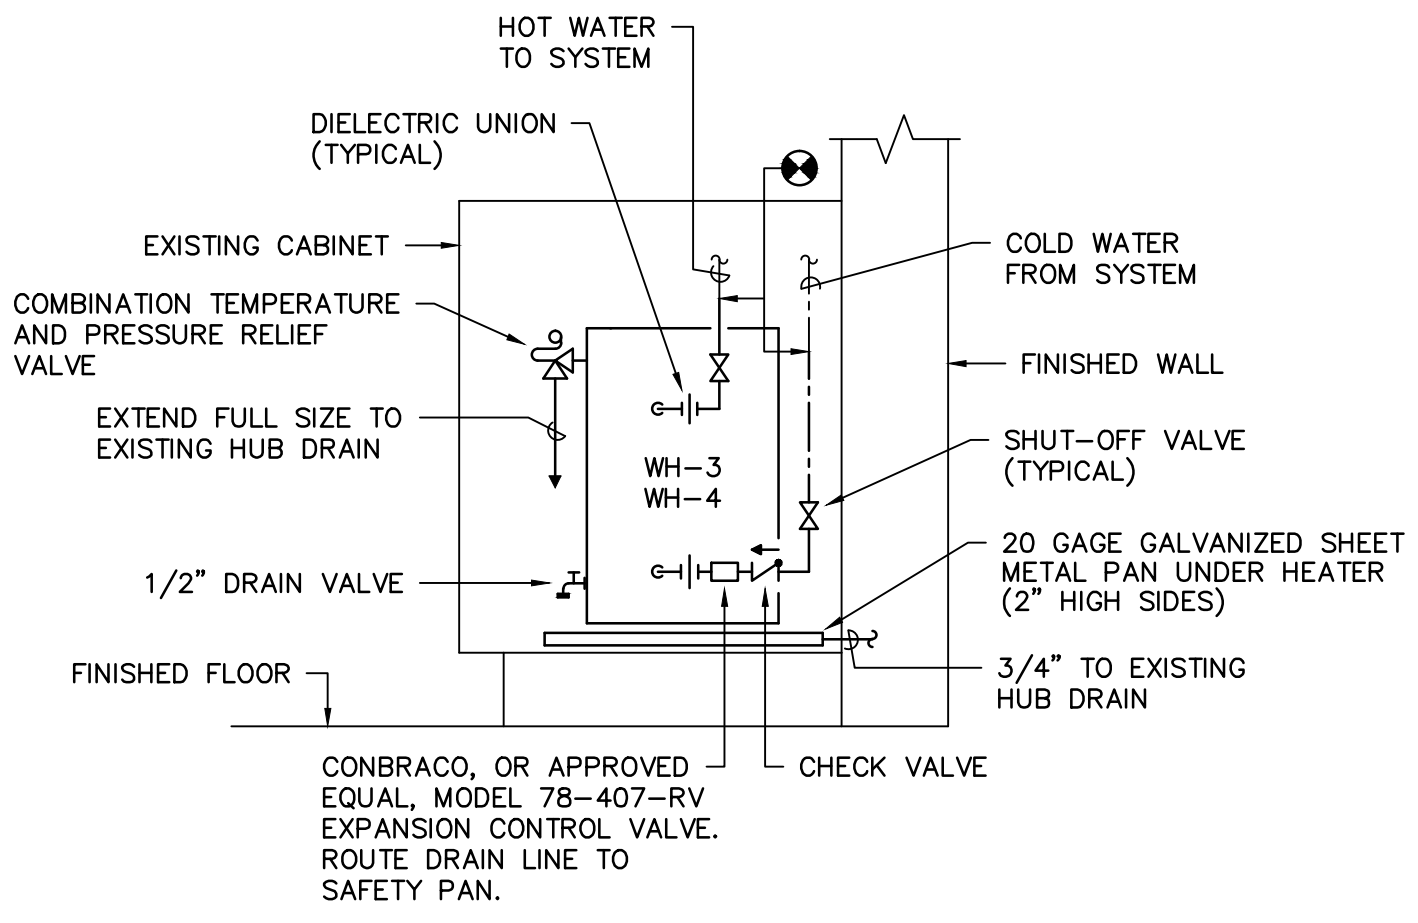 HOT WATER
TO SYSTEM
DIELECTRIC UNION
(TYPICAL)
EXISTING CABINET
COLD WATER
FROM SYSTEM
COMBINATION TEMPERATURE
AND PRESSURE RELIEF
VALVE
FINISHED WALL
EXTEND FULL SIZE TO
EXISTING HUB DRAIN
SHUT-OFF VALVE
(TYPICAL)
WH-3
WH-4
20 GAGE GALVANIZED SHEET
METAL PAN UNDER HEATER
(2" HIGH SIDES)
1/2" DRAIN VALVE
3/4" TO EXISTING
HUB DRAIN
FINISHED FLOOR
CONBRACO, OR APPROVED
EQUAL, MODEL 78-407-RV
EXPANSION CONTROL VALVE.
ROUTE DRAIN LINE TO
SAFETY PAN.
CHECK VALVE